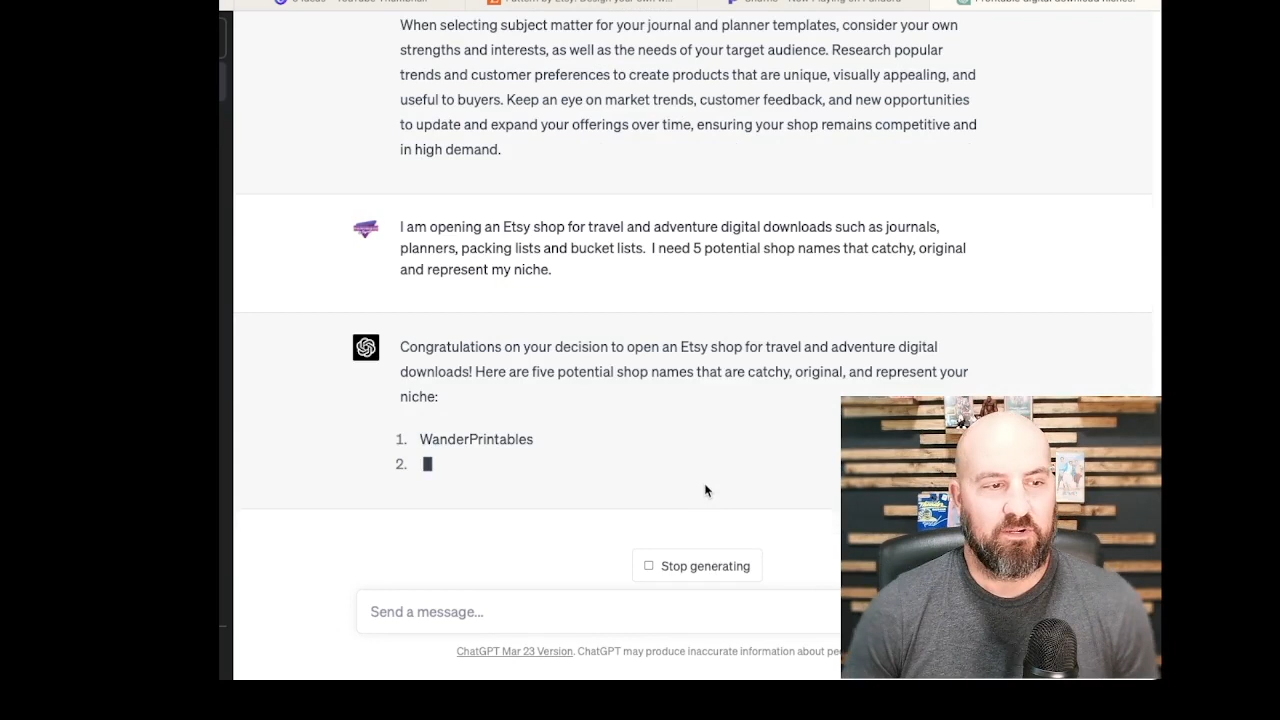 When selecting subject matter for your journal and planner templates, consider your own
strengths and interests, as well as the needs of your target audience. Research popular
trends and customer preferences to create products that are unique, visually appealing, and
useful to buyers. Keep an eye on market trends, customer feedback, and new opportunities
to update and expand your offerings over time, ensuring your shop remains competitive and
in high demand.
I am opening an Etsy shop for travel and adventure digital downloads such as journals,
planners, packing lists and bucket lists.  I need 5 potential shop names that catchy, original
and represent my niche.
Congratulations on your decision to open an Etsy shop for travel and adventure digital
downloads! Here are five potential shop names that are catchy, original, and represent your
niche:
1. WanderPrintables
2.
Stop generating
Send a message...
ChatGPT Mar 23 Version. ChatGPT may produce inaccurate information about